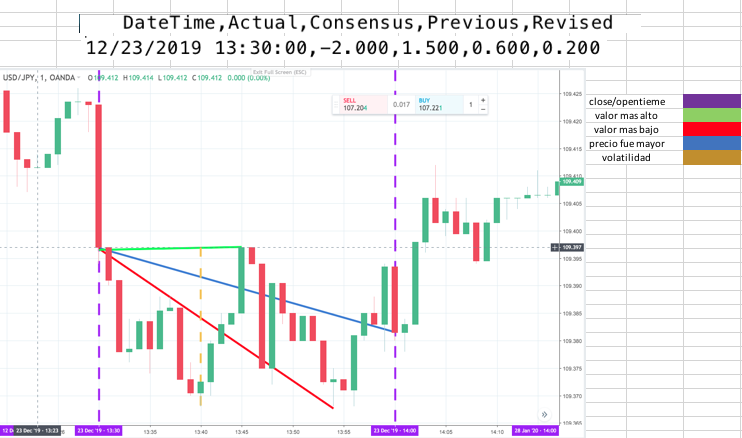 DateTime,Actual,Consensus,Previous,Revised
12/23/2019 13:30:00,-2.000,1.500,0.600,0.200
USD/JPY, 1, OANDA O109.412 H109.414 L109.412 C109.412 0.000 (0.00%)
Exit Full Screen (ESC)
SELL
107.204
0.017
BUY
107.221
1
+
-
109.425
109.420
109.415
109.409
109.405
109.400
109.397
109.395
109.390
109.385
109.380
109.375
109.370
109.365
close/opentieme
valor mas alto
valor mas bajo
precio fue mayor
volatilidad
12 D 23 Dec '19 - 13:23 23 Dec '19 - 13:30 13:35 13:40 13:45 13:50 13:55 23 Dec '19 - 14:00 14:05 14:10 28 Jan '20 - 14:00